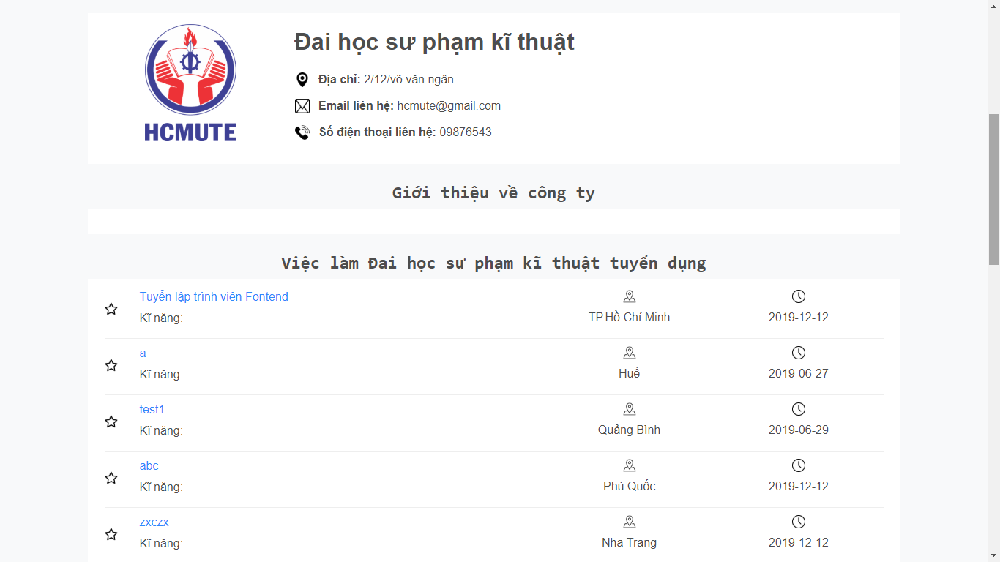 HCMUTE
Đai học sư phạm kĩ thuật
Địa chỉ: 2/12/võ văn ngân
Email liên hệ: hcmute@gmail.com
Số điện thoại liên hệ: 09876543
Giới thiệu về công ty
Việc làm Đai học sư phạm kĩ thuật tuyển dụng
Tuyển lập trình viên Fontend
Kĩ năng:
TP.Hồ Chí Minh
2019-12-12
a
Kĩ năng:
Huế
2019-06-27
test1
Kĩ năng:
Quảng Bình
2019-06-29
abc
Kĩ năng:
Phú Quốc
2019-12-12
zxczx
Kĩ năng:
Nha Trang
2019-12-12